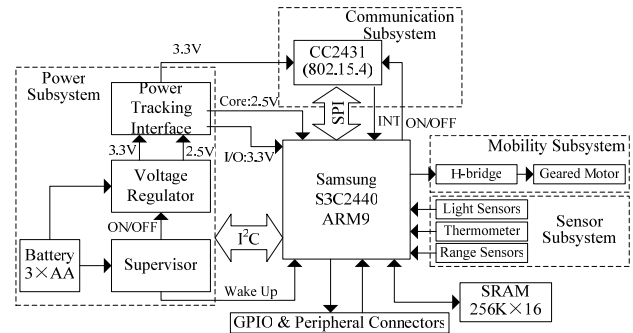 Communication
Subsystem
3.3V
CC2431
(802.15.4)
Power
Subsystem
Power
Tracking
Interface
Core:2.5V
SPI
INT
ON/OFF
I/O:3.3V
3.3V
2.5V
Mobility Subsystem
H-bridge
Geared Motor
Voltage
Regulator
Samsung
S3C2440
ARM9
Light Sensors
Thermometer
Range Sensors
Sensor
Subsystem
ON/OFF
I²C
Battery
3×AA
Supervisor
Wake Up
SRAM
256K×16
GPIO & Peripheral Connectors